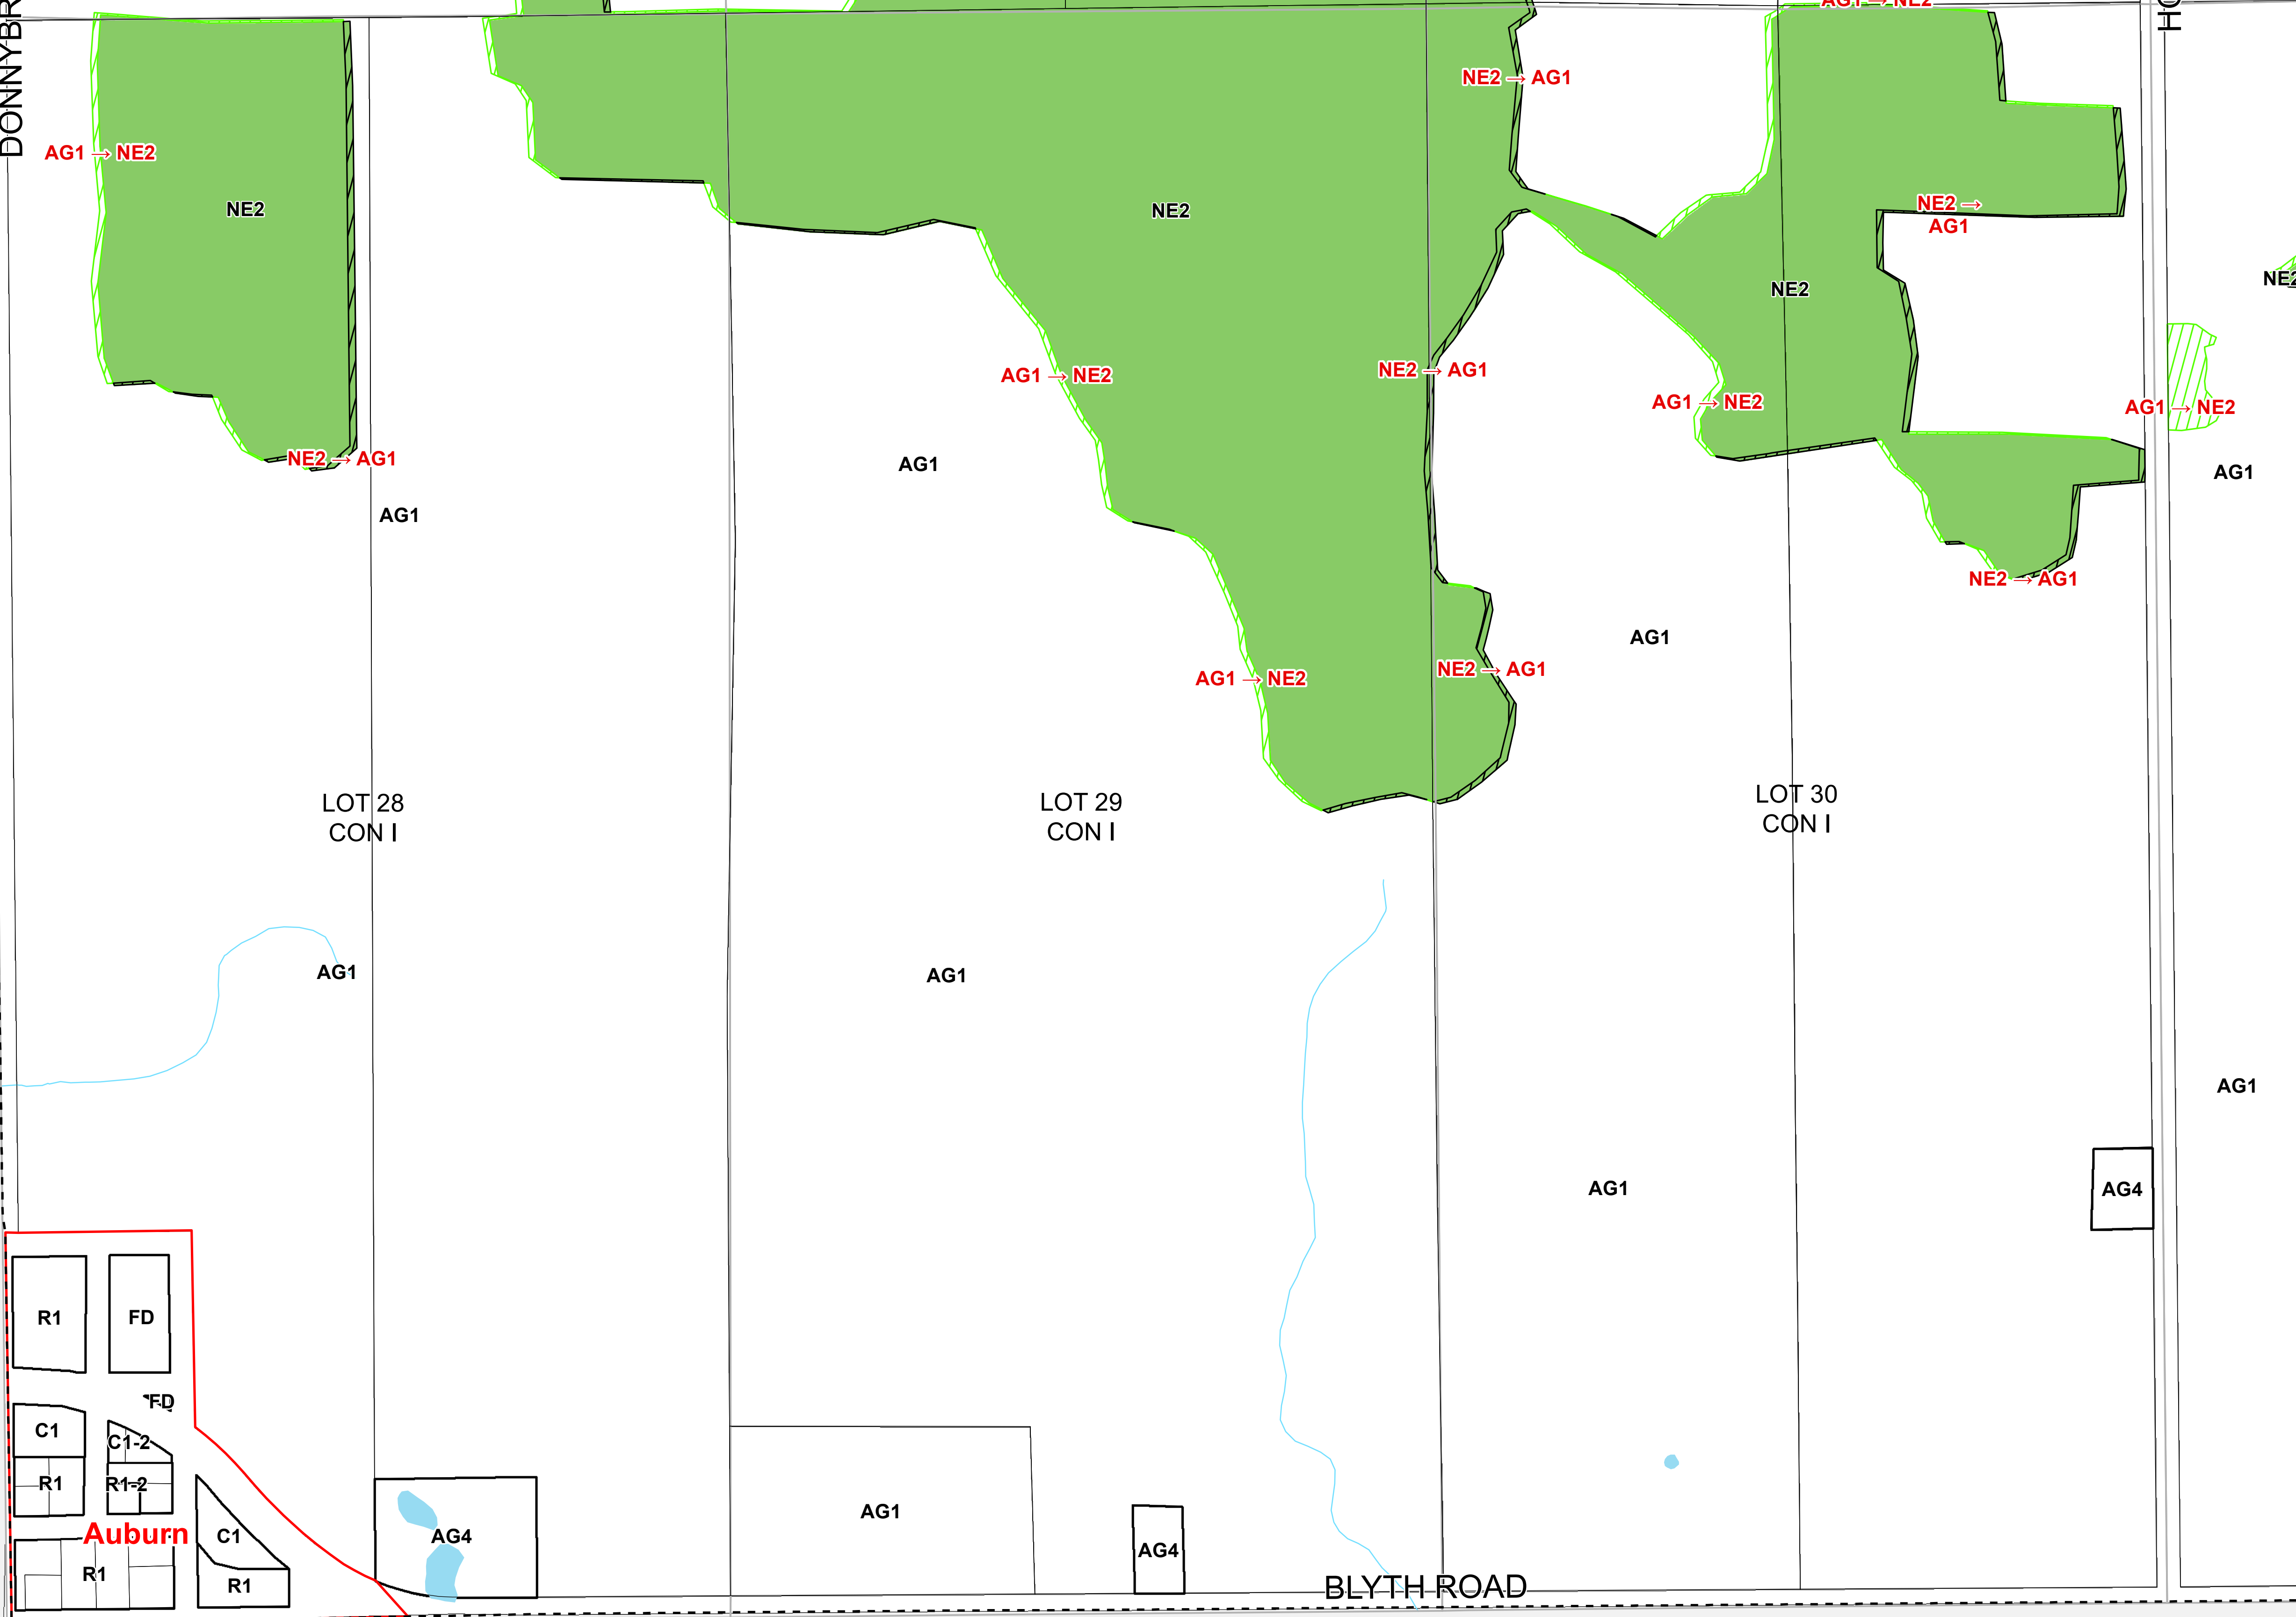 AG1 → NE2
DONNYBR
HO
NE2 → AG1
AG1 → NE2
NE2 →
AG1
NE2
NE2
NE2
NE2
AG1 → NE2
NE2 → AG1
AG1 → NE2
AG1 → NE2
NE2 → AG1
AG1
AG1
AG1
NE2 → AG1
AG1
AG1 → NE2
NE2 → AG1
LOT 28
CON I
LOT 29
CON I
LOT 30
CON I
AG1
AG1
AG1
AG1
AG4
R1
FD
FD
C1
C1-2
R1
R1-2
Auburn
C1
R1
R1
AG4
AG1
AG4
BLYTH ROAD